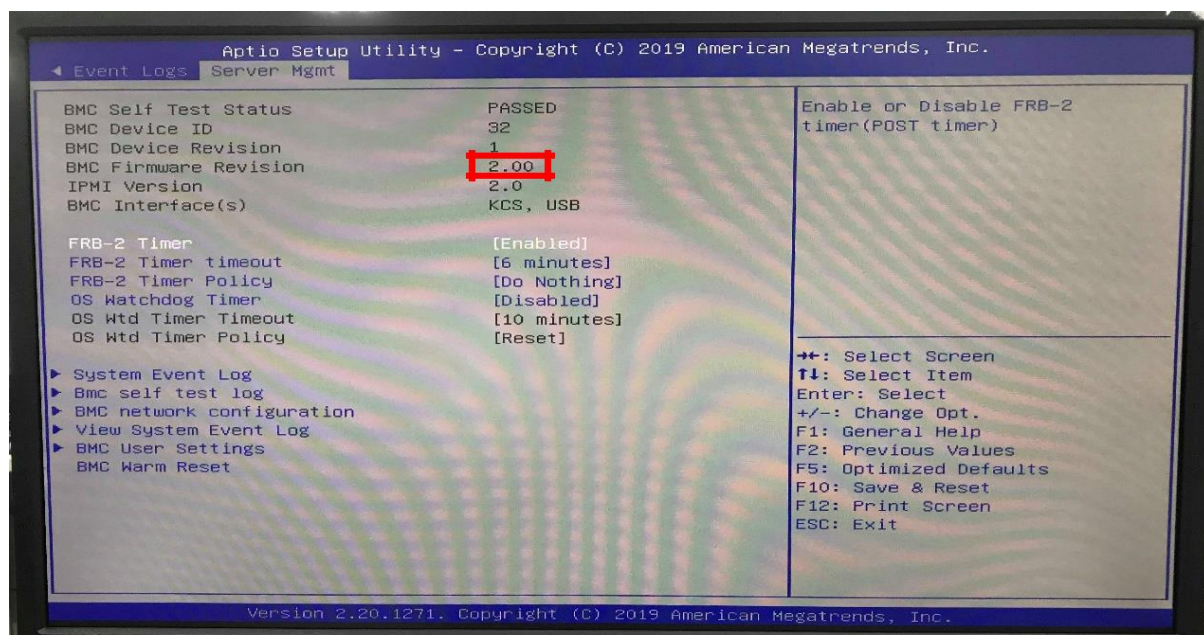 Aptio Setup Utility – Copyright (C) 2019 American Megatrends, Inc.
◄ Event Logs Server Mgmt
BMC Self Test Status PASSED
BMC Device ID 32
BMC Device Revision 1
BMC Firmware Revision 2.00
IPMI Version 2.0
BMC Interface(s) KCS, USB
FRB-2 Timer [Enabled]
FRB-2 Timer timeout [6 minutes]
FRB-2 Timer Policy [Do Nothing]
OS Watchdog Timer [Disabled]
OS Wtd Timer Timeout [10 minutes]
OS Wtd Timer Policy [Reset]
► System Event Log
► Bmc self test log
► BMC network configuration
► View System Event Log
► BMC User Settings
BMC Warm Reset
Enable or Disable FRB-2
timer(POST timer)
→←: Select Screen
↑↓: Select Item
Enter: Select
+/-: Change Opt.
F1: General Help
F2: Previous Values
F5: Optimized Defaults
F10: Save & Reset
F12: Print Screen
ESC: Exit
Version 2.20.1271. Copyright (C) 2019 American Megatrends, Inc.